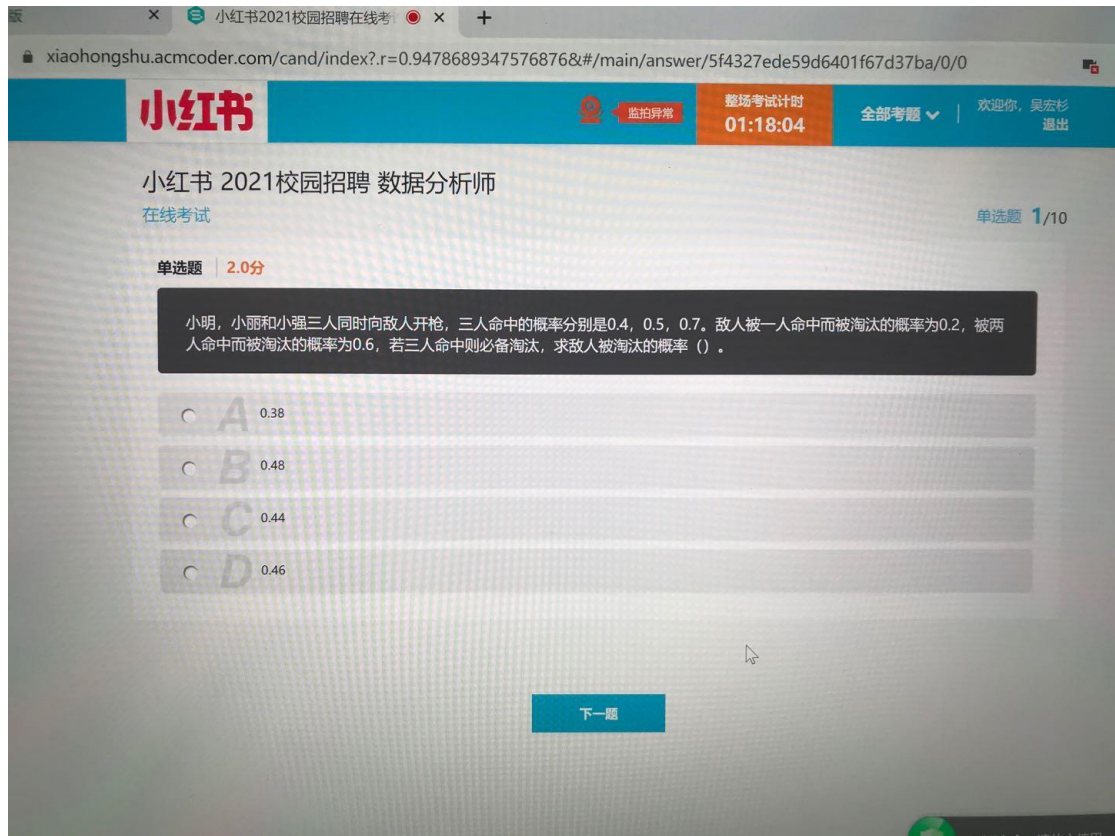 版
小红书2021校园招聘在线考
xiaohongshu.acmcoder.com/cand/index?.r=0.9478689347576876&#/main/answer/5f4327ede59d6401f67d37ba/0/0
小红书
监拍异常
整场考试计时
01:18:04
全部考题
欢迎你，吴宏杉
退出
小红书 2021校园招聘 数据分析师
在线考试
单选题 1/10
单选题 2.0分
小明，小丽和小强三人同时向敌人开枪，三人命中的概率分别是0.4，0.5，0.7。敌人被一人命中而被淘汰的概率为0.2，被两
人命中而被淘汰的概率为0.6，若三人命中则必备淘汰，求敌人被淘汰的概率（）。
A 0.38
B 0.48
C 0.44
D 0.46
下一题